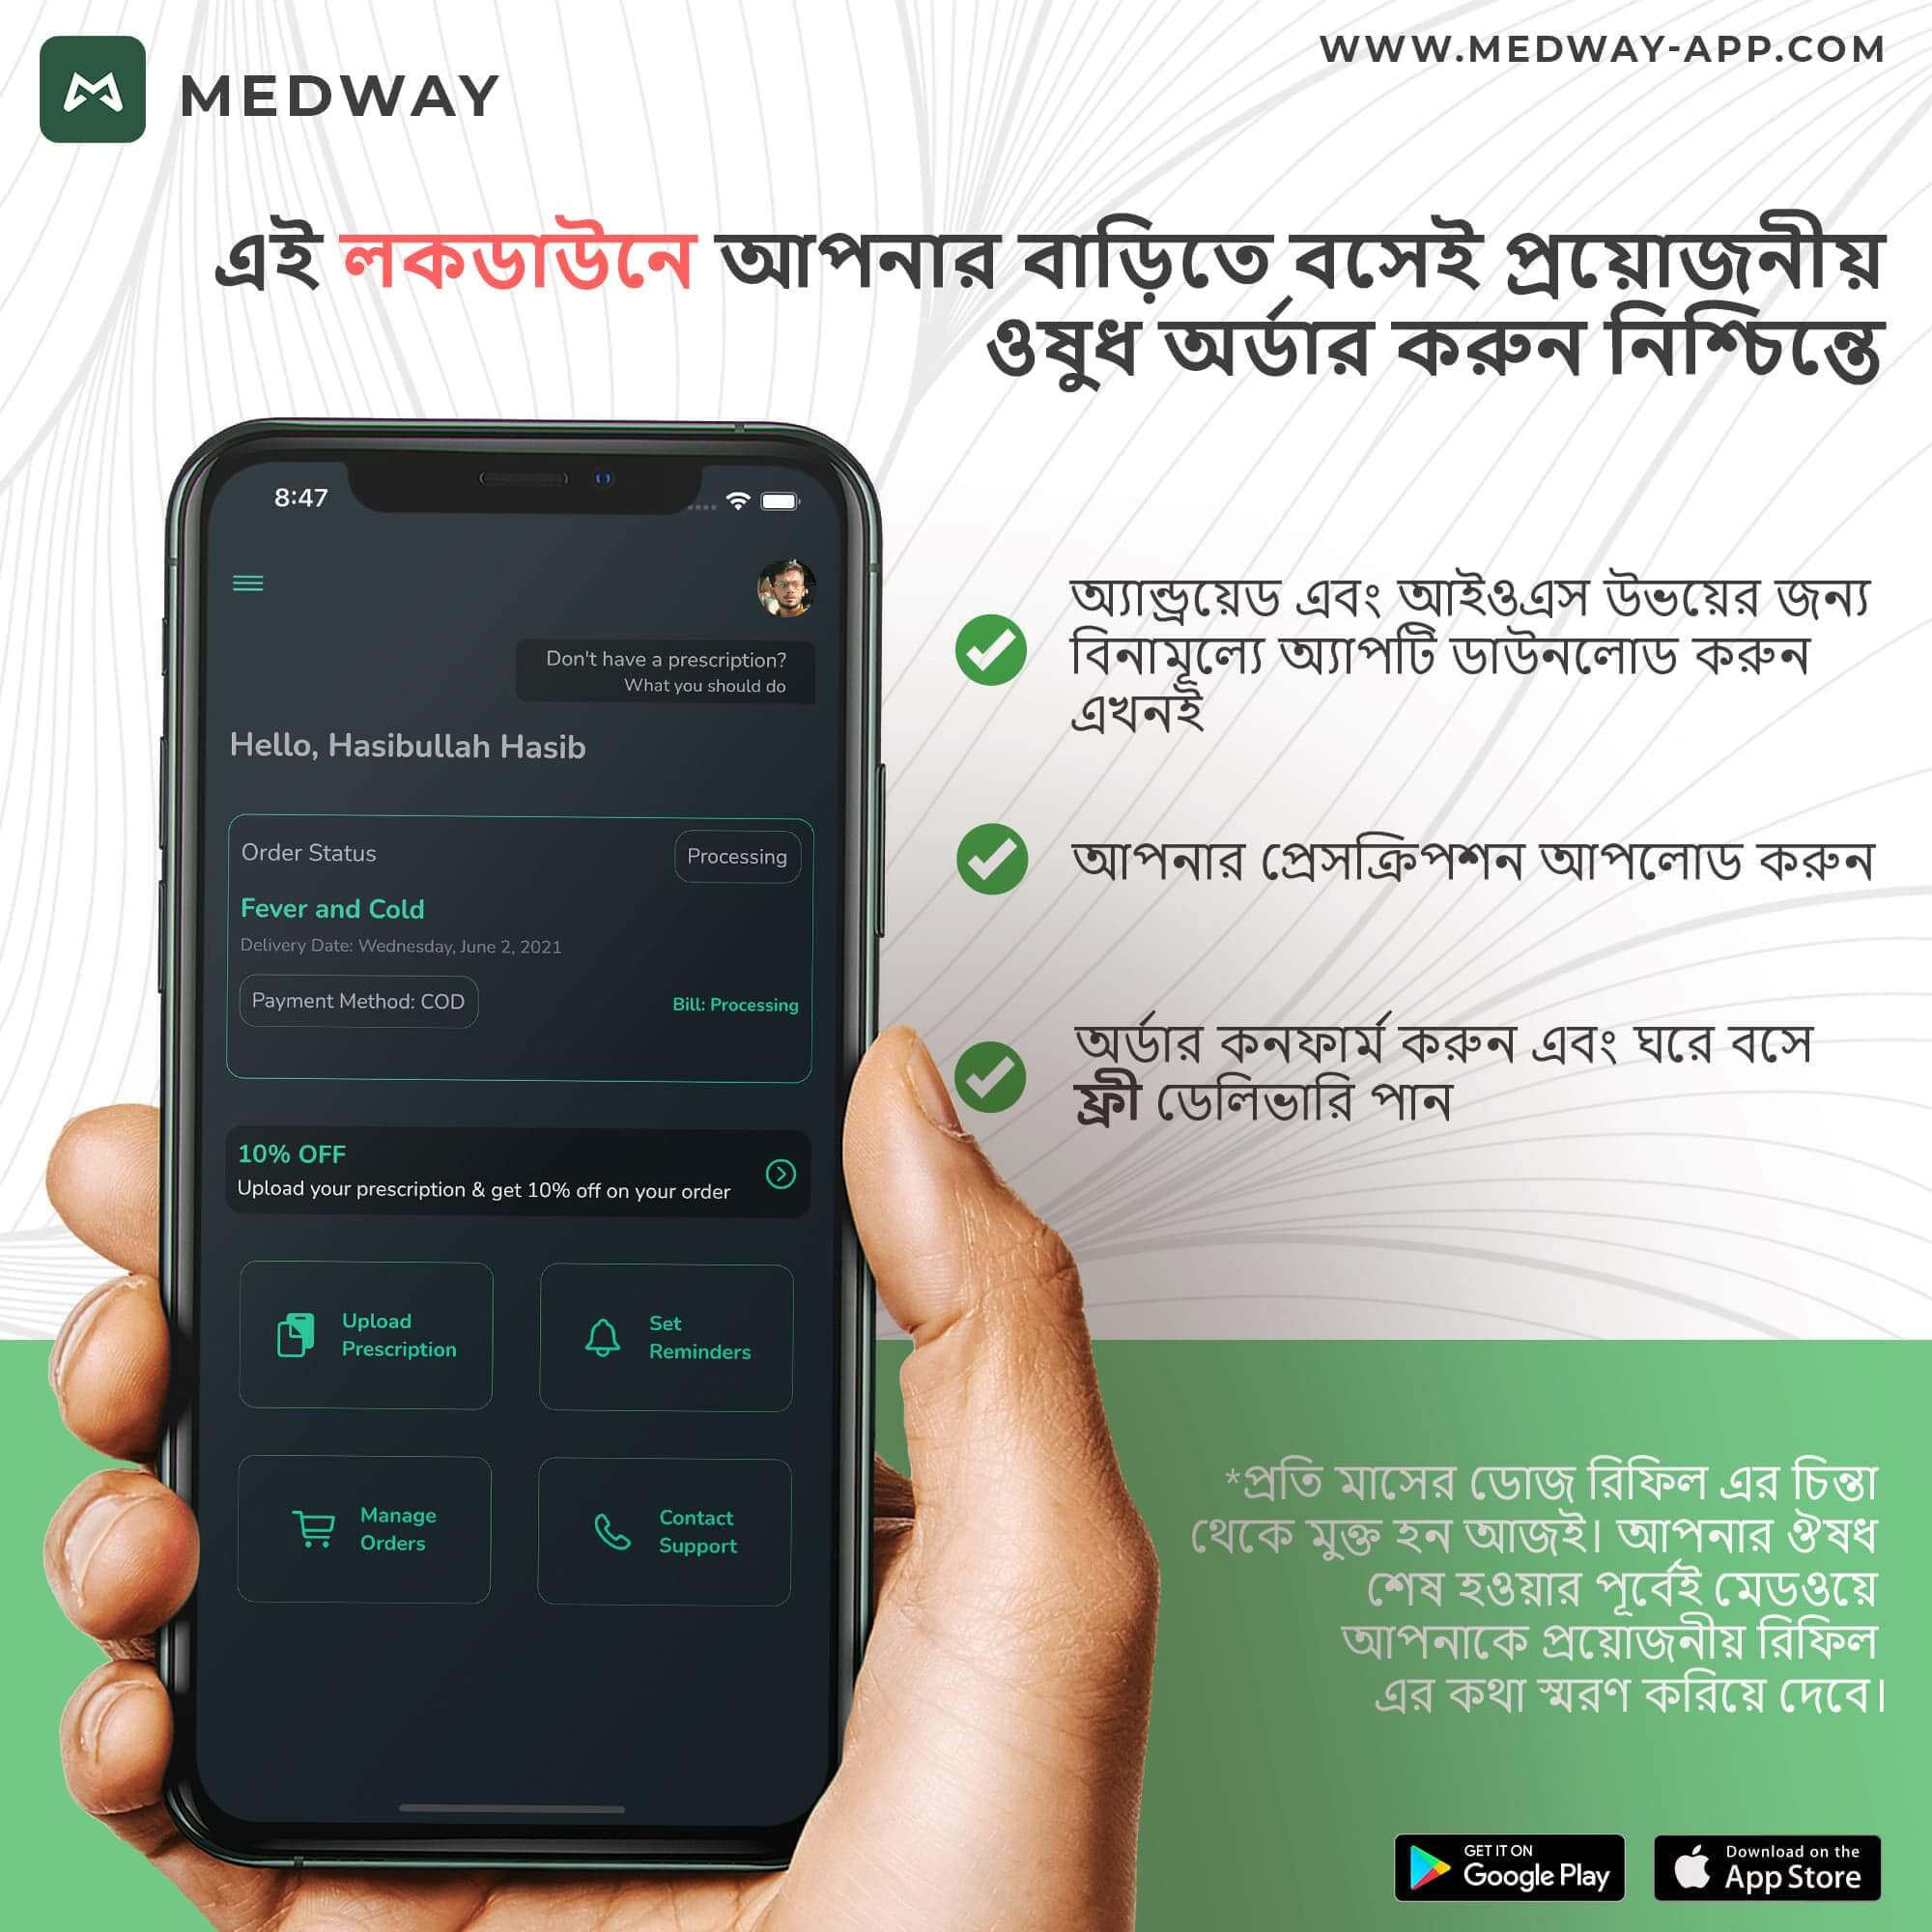 MEDWAY
WWW.MEDWAY-APP.COM
এই লকডাউনে আপনার বাড়িতে বসেই প্রয়োজনীয়
ওষুধ অর্ডার করুন নিশ্চিন্তে
8:47
Don't have a prescription?
What you should do
Hello, Hasibullah Hasib
Order Status
Processing
Fever and Cold
Delivery Date: Wednesday, June 2, 2021
Payment Method: COD
Bill: Processing
10% OFF
Upload your prescription & get 10% off on your order
Upload
Prescription
Set
Reminders
Manage
Orders
Contact
Support
অ্যান্ড্রয়েড এবং আইওএস উভয়ের জন্য
বিনামূল্যে অ্যাপটি ডাউনলোড করুন
এখনই
আপনার প্রেসক্রিপশন আপলোড করুন
অর্ডার কনফার্ম করুন এবং ঘরে বসে
ফ্রী ডেলিভারি পান
*প্রতি মাসের ডোজ রিফিল এর চিন্তা
থেকে মুক্ত হন আজই। আপনার ঔষধ
শেষ হওয়ার পূর্বেই মেডওয়ে
আপনাকে প্রয়োজনীয় রিফিল
এর কথা স্মরণ করিয়ে দেবে।
GET IT ON
Google Play
Download on the
App Store